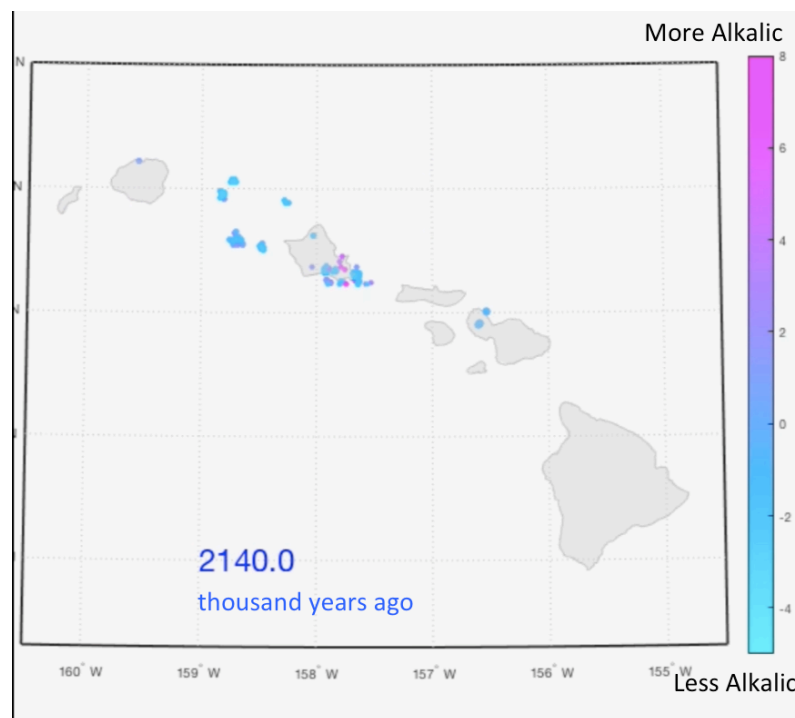 More Alkalic
N
8
6
N
4
N
2
0
-2
2140.0
thousand years ago
-4
160° W
159° W
158° W
157° W
156° W
155° W
Less Alkalic